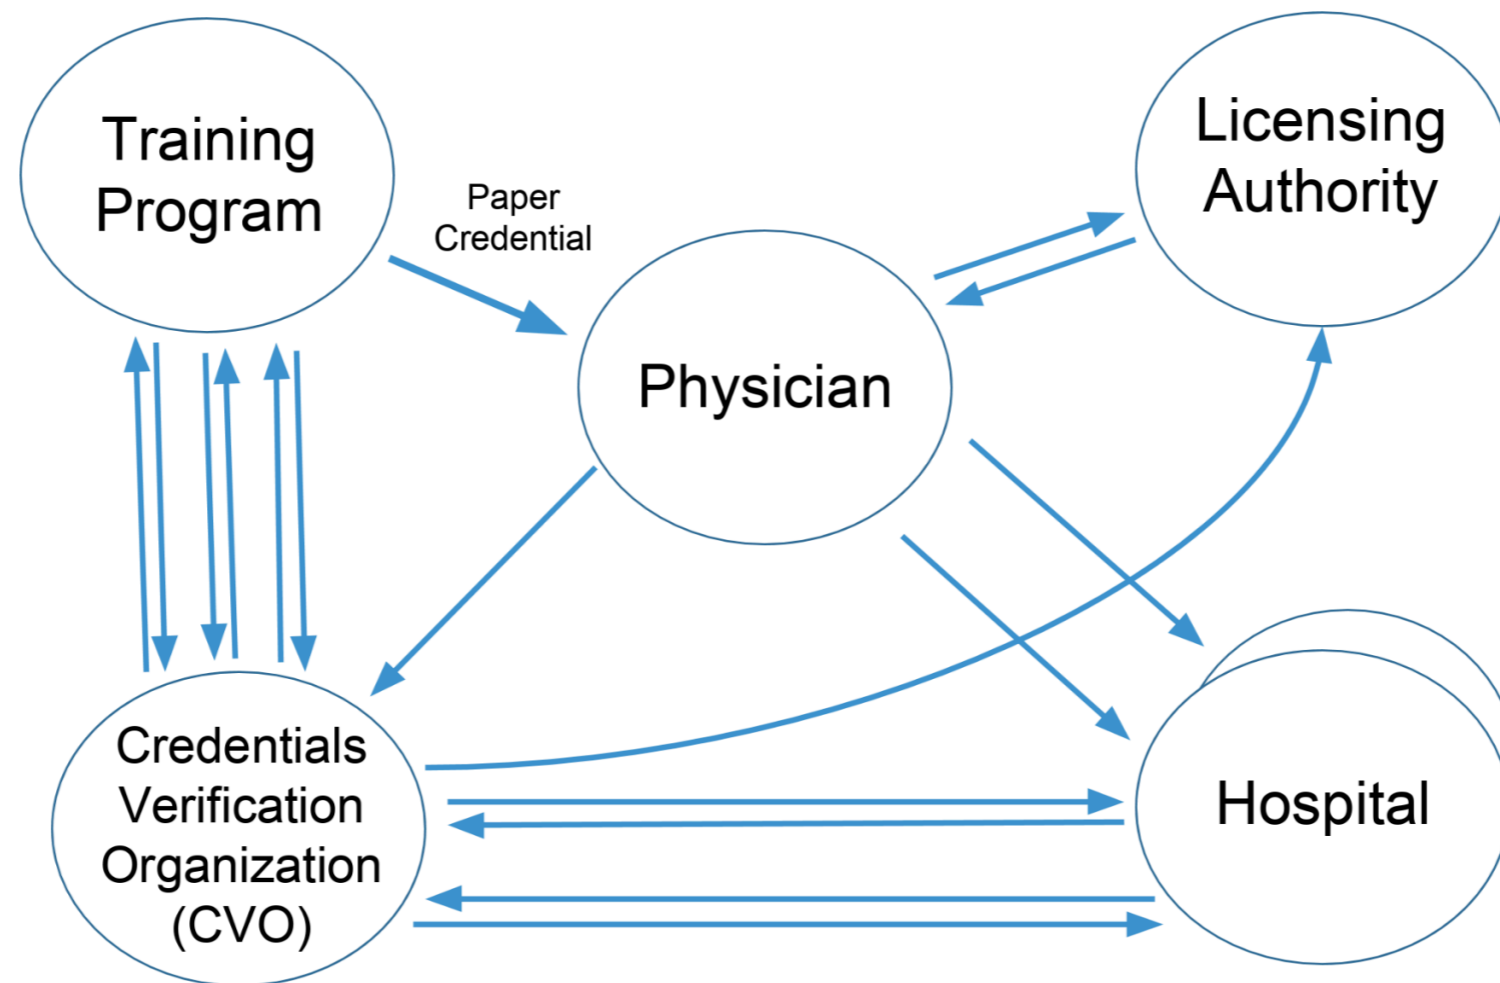 Training
Program
Paper
Credential
Licensing
Authority
Physician
Credentials
Verification
Organization
(CVO)
Hospital